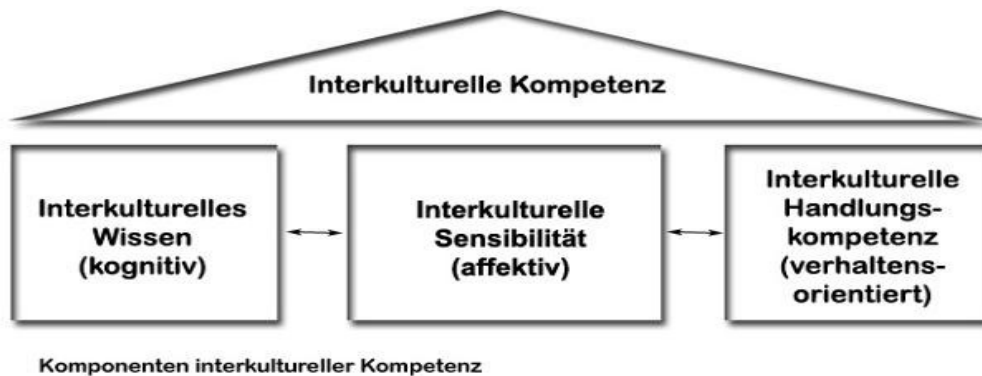 Interkulturelle Kompetenz
Interkulturelles
Wissen
(kognitiv)
Interkulturelle
Sensibilität
(affektiv)
Interkulturelle
Handlungs-
kompetenz
(verhaltens-
orientiert)
Komponenten interkultureller Kompetenz